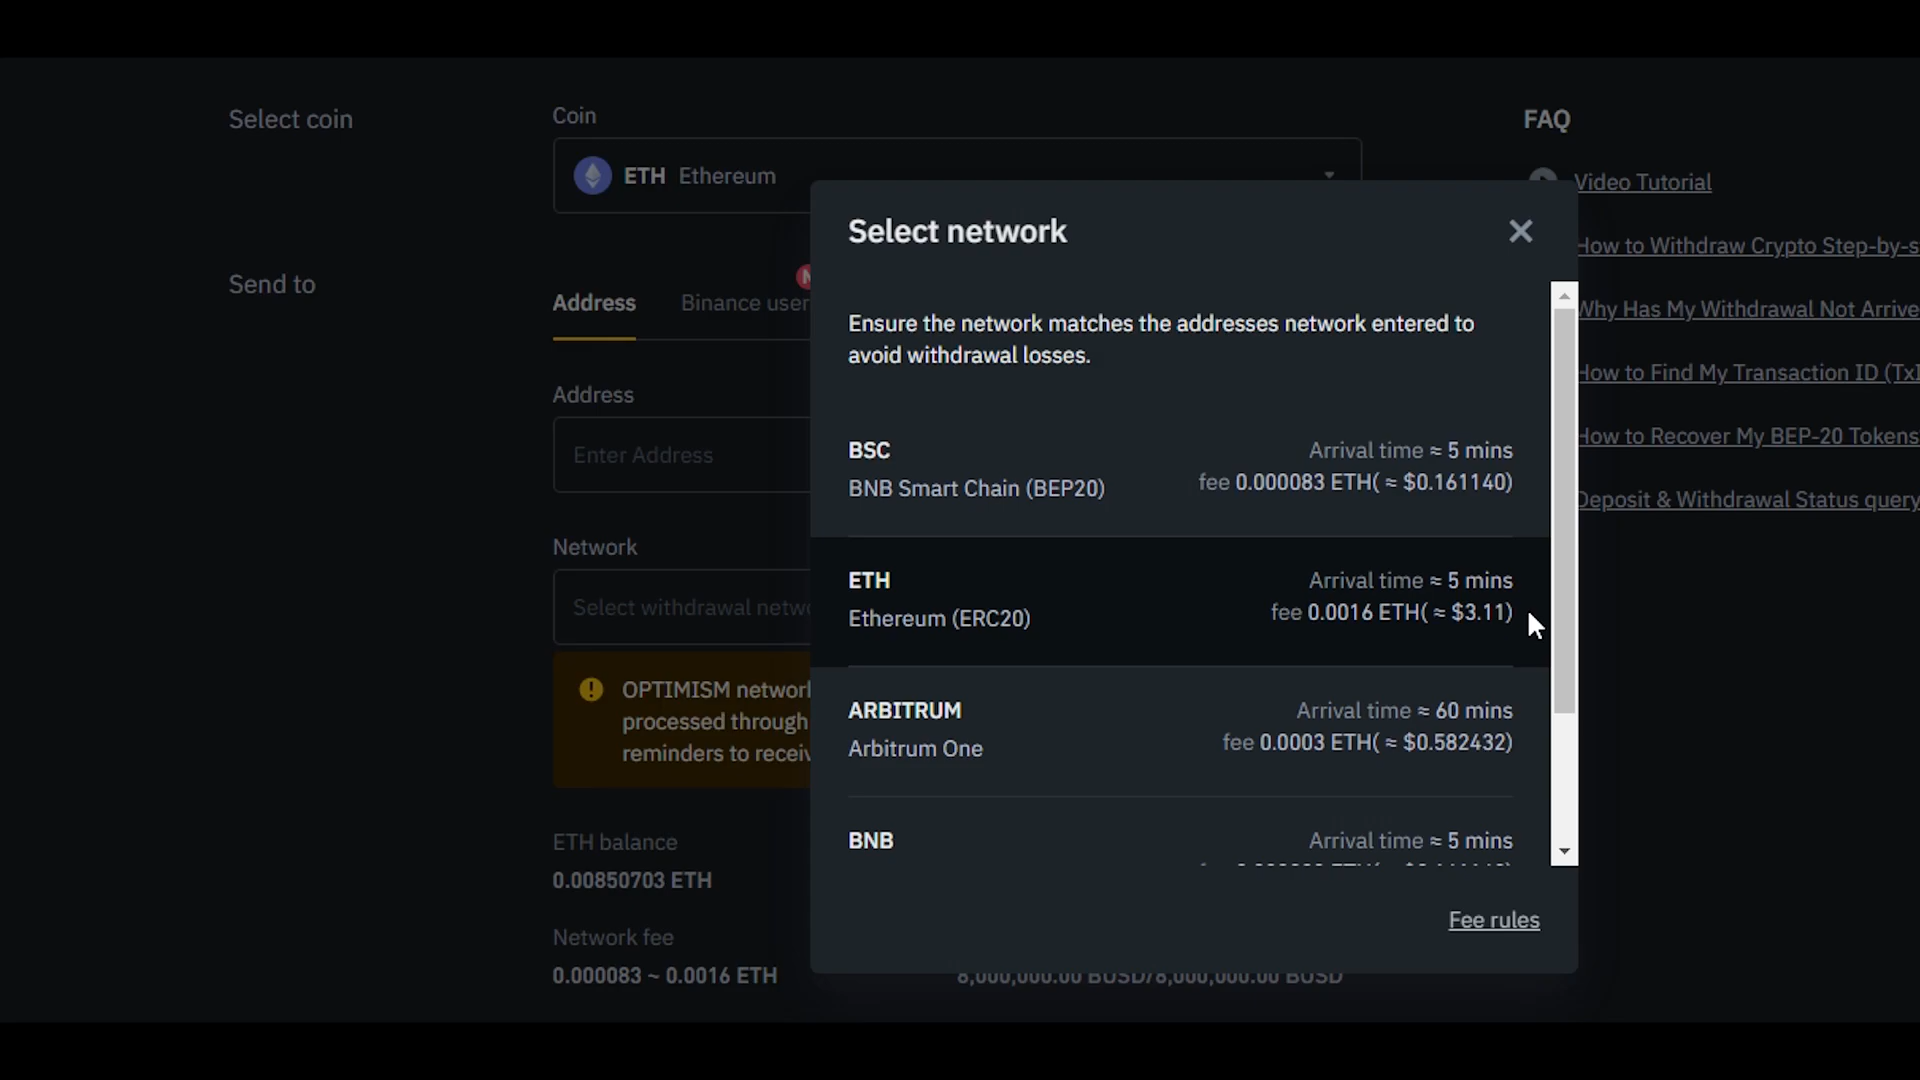 Select coin
Coin
ETH Ethereum
FAQ
Video Tutorial
Select network
How to Withdraw Crypto
Send to
Address Binance user
Ensure the network matches the addresses network entered to
avoid withdrawal losses.
Why Has My Withdrawal Not
How to Find My Transaction ID
Address
Enter Address
BSC
Arrival time ≈ 5 mins
BNB Smart Chain (BEP20)
fee 0.000083 ETH( ≈ $0.161140)
How to Recover My BEP-20 Tokens
Deposit & Withdrawal Status query
Network
Select withdrawal
ETH
Arrival time ≈ 5 mins
Ethereum (ERC20)
fee 0.0016 ETH( ≈ $3.11)
OPTIMISM
processed through
reminders to
ARBITRUM
Arrival time ≈ 60 mins
Arbitrum One
fee 0.0003 ETH( ≈ $0.582432)
BNB
Arrival time ≈ 5 mins
ETH balance
0.00850703 ETH
Fee rules
Network fee
0.000083 ~ 0.0016 ETH
8,000,000.00 BUSD/8,000,000.00 BUSD